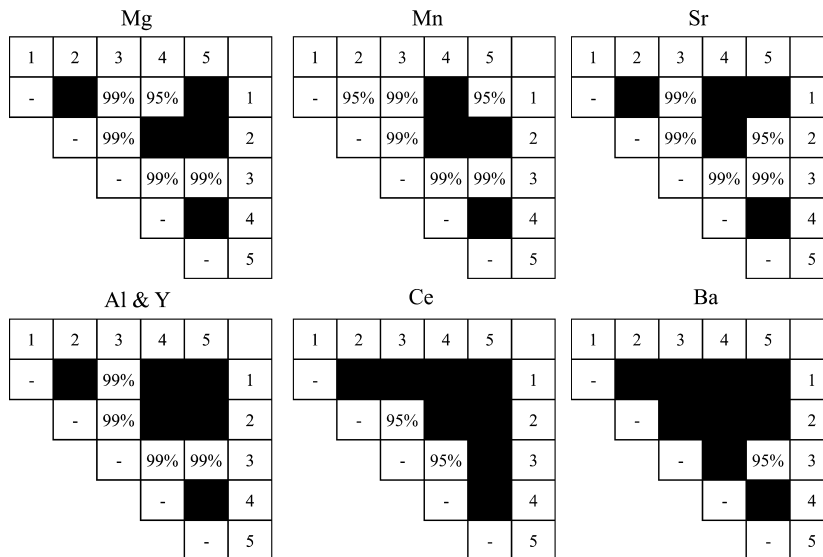 Mg Mn Sr
1 2 3 4 5 1 2 3 4 5 1 2 3 4 5
- 99% 95% 1 - 95% 99% 95% 1 - 99% 1
- 99% 2 - 99% 2 - 99% 95% 2
- 99% 99% 3 - 99% 99% 3 - 99% 99% 3
- 4 - 4 - 4
- 5 - 5 - 5
Al & Y Ce Ba
1 2 3 4 5 1 2 3 4 5 1 2 3 4 5
- 99% 1 - 1 - 1
- 99% 2 - 95% 2 - 2
- 99% 99% 3 - 95% 3 - 95% 3
- 4 - 4 - 4
- 5 - 5 - 5